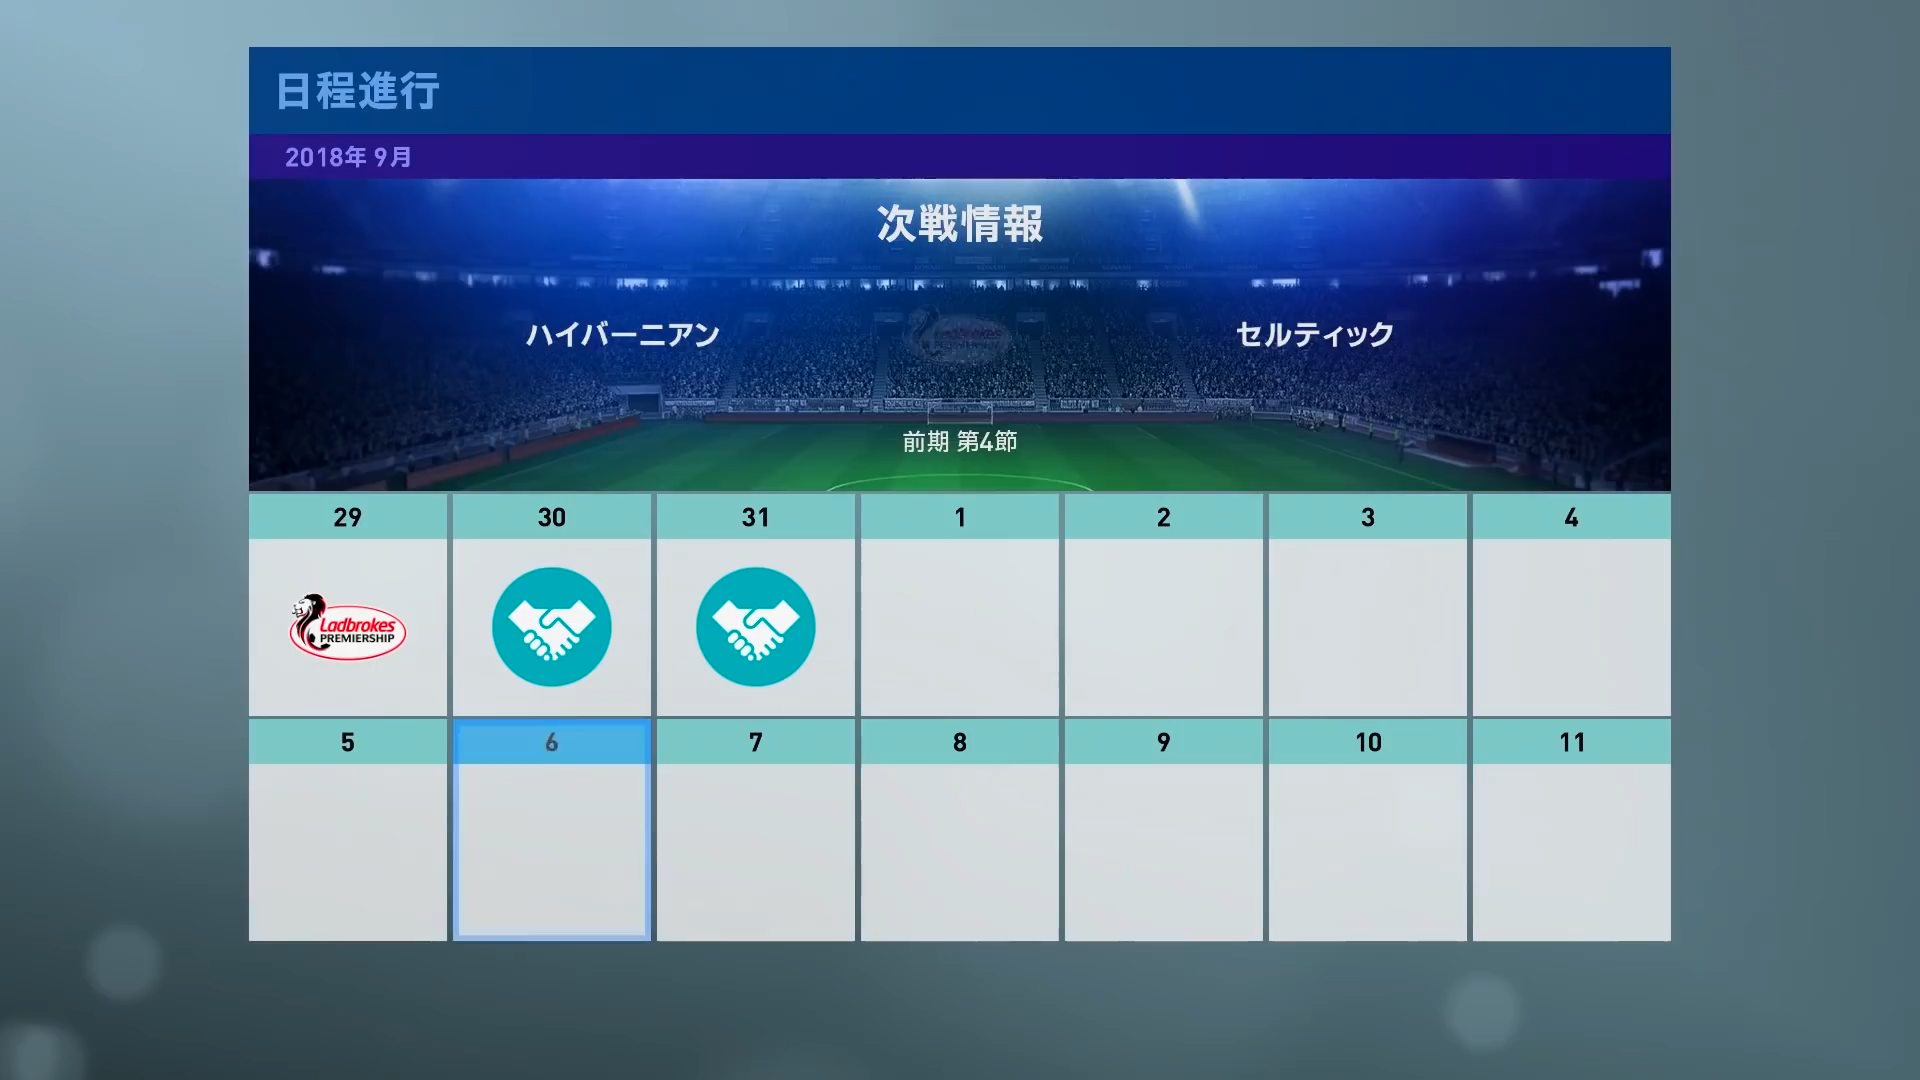 日程進行
2018年 9月
次戦情報
ハイバーニアン
セルティック
前期 第4節
29 30 31 1 2 3 4
Ladbrokes
PREMIERSHIP
5 6 7 8 9 10 11